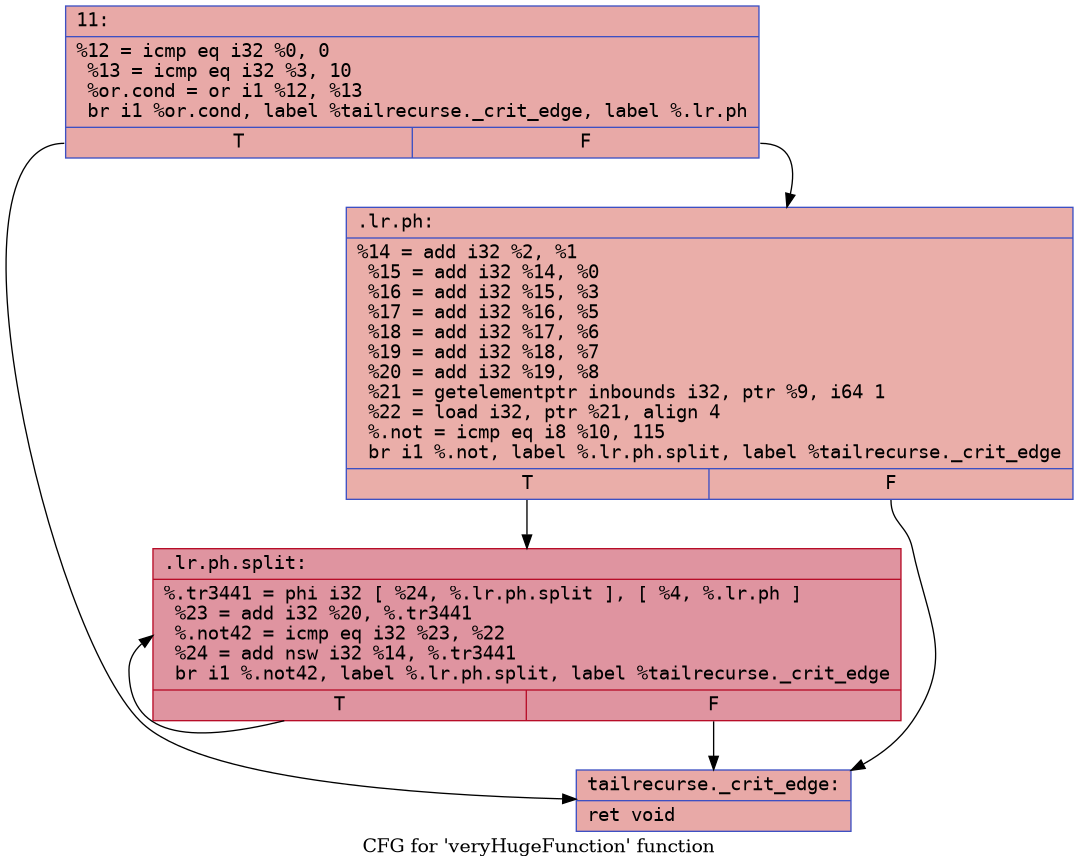 11:
%12 = icmp eq i32 %0, 0
%13 = icmp eq i32 %3, 10
%or.cond = or i1 %12, %13
br i1 %or.cond, label %tailrecurse._crit_edge, label %.lr.ph
T
F
.lr.ph:
%14 = add i32 %2, %1
%15 = add i32 %14, %0
%16 = add i32 %15, %3
%17 = add i32 %16, %5
%18 = add i32 %17, %6
%19 = add i32 %18, %7
%20 = add i32 %19, %8
%21 = getelementptr inbounds i32, ptr %9, i64 1
%22 = load i32, ptr %21, align 4
%.not = icmp eq i8 %10, 115
br i1 %.not, label %.lr.ph.split, label %tailrecurse._crit_edge
T
F
.lr.ph.split:
%.tr3441 = phi i32 [ %24, %.lr.ph.split ], [ %4, %.lr.ph ]
%23 = add i32 %20, %.tr3441
%.not42 = icmp eq i32 %23, %22
%24 = add nsw i32 %14, %.tr3441
br i1 %.not42, label %.lr.ph.split, label %tailrecurse._crit_edge
T
F
tailrecurse._crit_edge:
ret void
CFG for 'veryHugeFunction' function